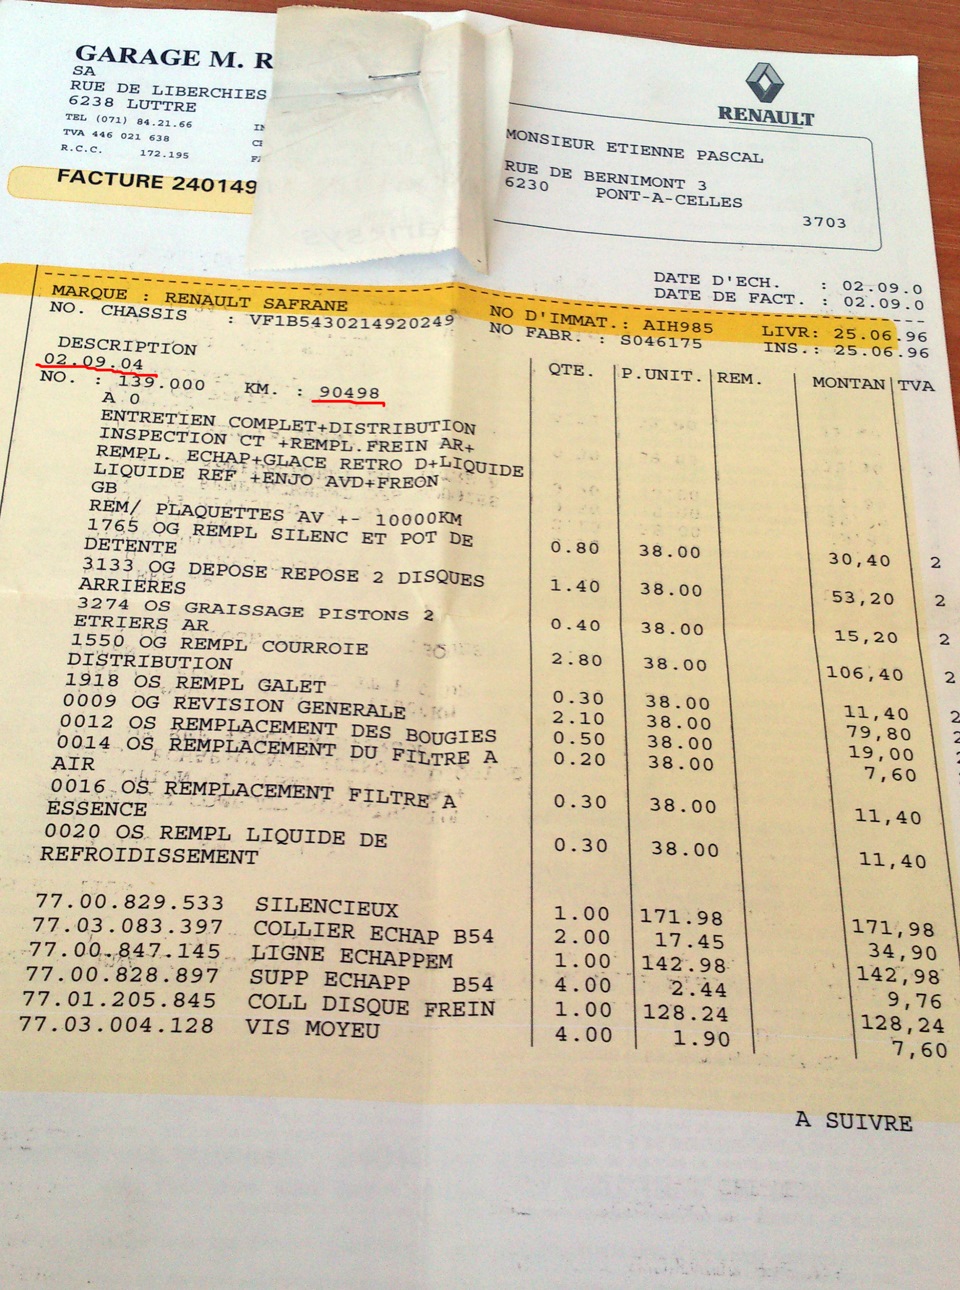 GARAGE M. R
SA
RUE DE LIBERCHIES
6238 LUTTRE
TEL (071) 84.21.66
TVA 446 021 638
R.C.C. 172.195
FACTURE 240149
RENAULT
MONSIEUR ETIENNE PASCAL
RUE DE BERNIMONT 3
6230 PONT-A-CELLES
3703
DATE D'ECH. : 02.09.0
DATE DE FACT. : 02.09.0
MARQUE : RENAULT SAFRANE NO D'IMMAT.: AIH985 LIVR: 25.06.96
NO. CHASSIS : VF1B5430214920249 NO FABR. : S046175 INS.: 25.06.96
DESCRIPTION QTE. P.UNIT. REM. MONTAN TVA
02.09.04
NO. : 139.000 KM. : 90498
A 0
ENTRETIEN COMPLET+DISTRIBUTION
INSPECTION CT +REMPL.FREIN AR+
REMPL. ECHAP+GLACE RETRO D+LIQUIDE
LIQUIDE REF +ENJO AVD+FREON
GB
REM/ PLAQUETTES AV +- 10000KM
1765 OG REMPL SILENC ET POT DE
DETENTE 0.80 38.00 30,40 2
3133 OG DEPOSE REPOSE 2 DISQUES
ARRIERES 1.40 38.00 53,20 2
3274 OS GRAISSAGE PISTONS 2
ETRIERS AR 0.40 38.00 15,20 2
1550 OG REMPL COURROIE
DISTRIBUTION 2.80 38.00 106,40 2
1918 OS REMPL GALET 0.30 38.00 11,40 2
0009 OG REVISION GENERALE 2.10 38.00 79,80 2
0012 OS REMPLACEMENT DES BOUGIES 0.50 38.00 19,00
0014 OS REMPLACEMENT DU FILTRE A 0.20 38.00 7,60
AIR
0016 OS REMPLACEMENT FILTRE A
ESSENCE 0.30 38.00 11,40
0020 OS REMPL LIQUIDE DE
REFROIDISSEMENT 0.30 38.00 11,40
77.00.829.533 SILENCIEUX 1.00 171.98 171,98
77.03.083.397 COLLIER ECHAP B54 2.00 17.45 34,90
77.00.847.145 LIGNE ECHAPPEM 1.00 142.98 142,98
77.00.828.897 SUPP ECHAPP B54 4.00 2.44 9,76
77.01.205.845 COLL DISQUE FREIN 1.00 128.24 128,24
77.03.004.128 VIS MOYEU 4.00 1.90 7,60
A SUIVRE